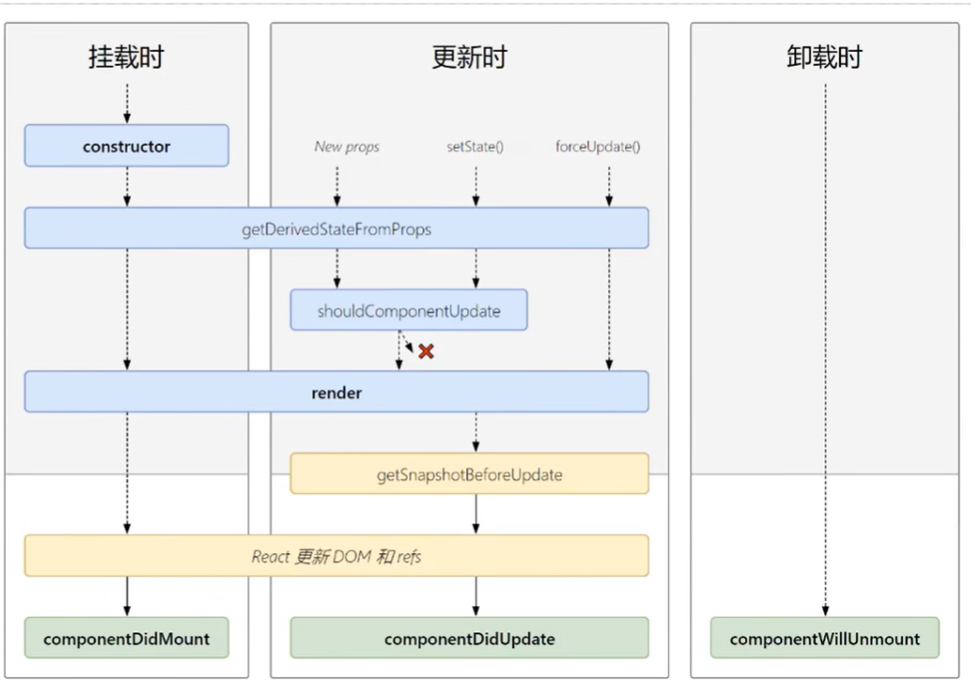 挂载时
更新时
卸载时
constructor
New props
setState()
forceUpdate()
getDerivedStateFromProps
shouldComponentUpdate
render
getSnapshotBeforeUpdate
React 更新 DOM 和 refs
componentDidMount
componentDidUpdate
componentWillUnmount